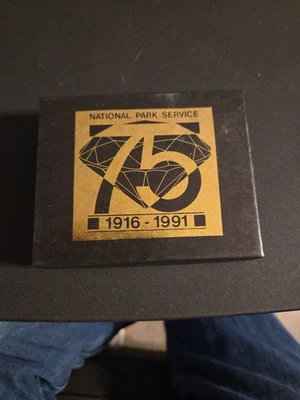 NATIONAL PARK SERVICE
75
1916 - 1991